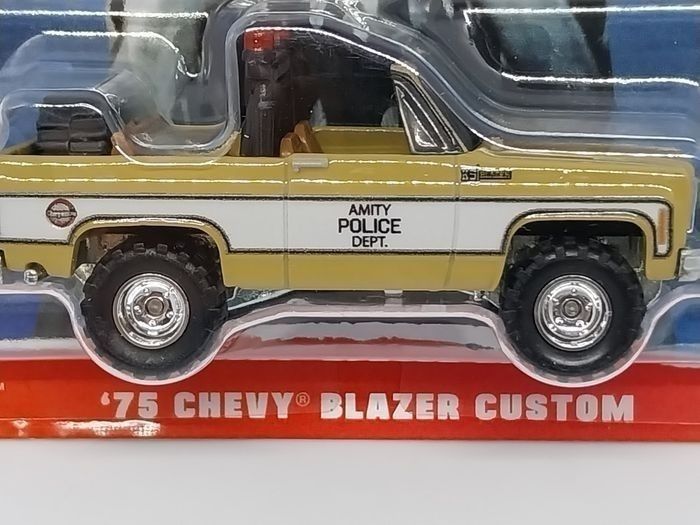 AMITY
POLICE
DEPT.
'75 CHEVY® BLAZER CUSTOM